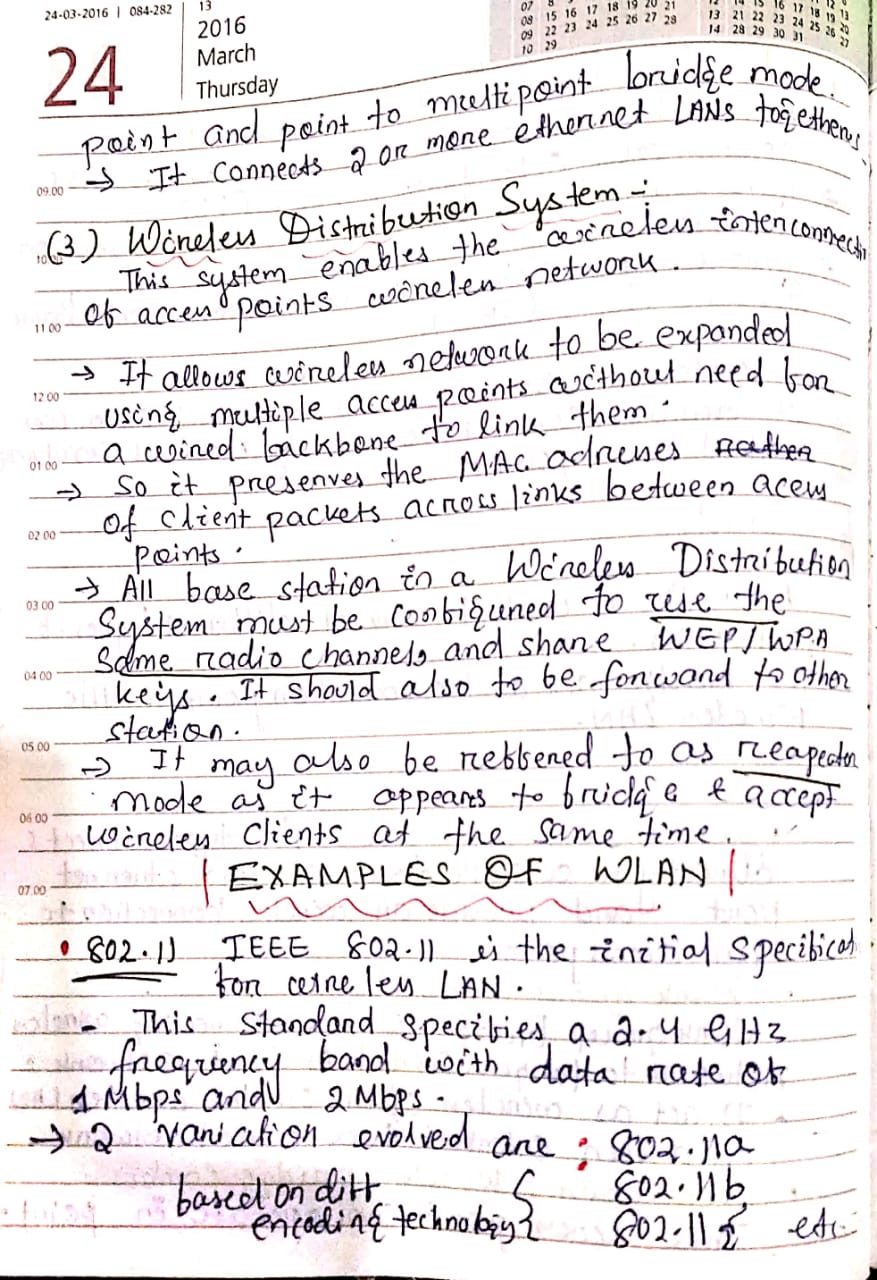 24-03-2016 | 084-282
24
13
2016
March
Thursday
07 8
08 15 16 17 18 19 20 21
09 22 23 24 25 26 27 28
10 29
13 21 22 23 24 25 26 27
14 28 29 30 31
point and point to multipoint bridge mode.
09.00 → It connects 2 or more ethernet LANs together
(3) Wireless Distribution System -:
This system enables the wireless interconnecti
11 00 of access points wireless network.
→ It allows wireless network to be expanded
12 00 using multiple access points without need for
a wired backbone to link them.
01 00 → So it preserves the MAC adresses Rather
of client packets across links between acess
02 00 points.
→ All base station in a Wireless Distribution
03 00 System must be configured to use the
Same radio channels and share WEP/WPA
04 00 keys. It should also to be forward to other
station.
05 00 → It may also be reffered to as reapeator
mode as it appears to bridge & accept
06 00 wireless clients at the same time.
07 00 | EXAMPLES OF WLAN |
• 802.11 IEEE 802.11 is the initial specificat
for wireless LAN.
- This standard specifies a 2.4 GHz
frequency band with data rate of
1 Mbps and 2 Mbps.
→ 2 variation evolved are : 802.11a
based on diff { 802.11b
encoding technology { 802.11g etc